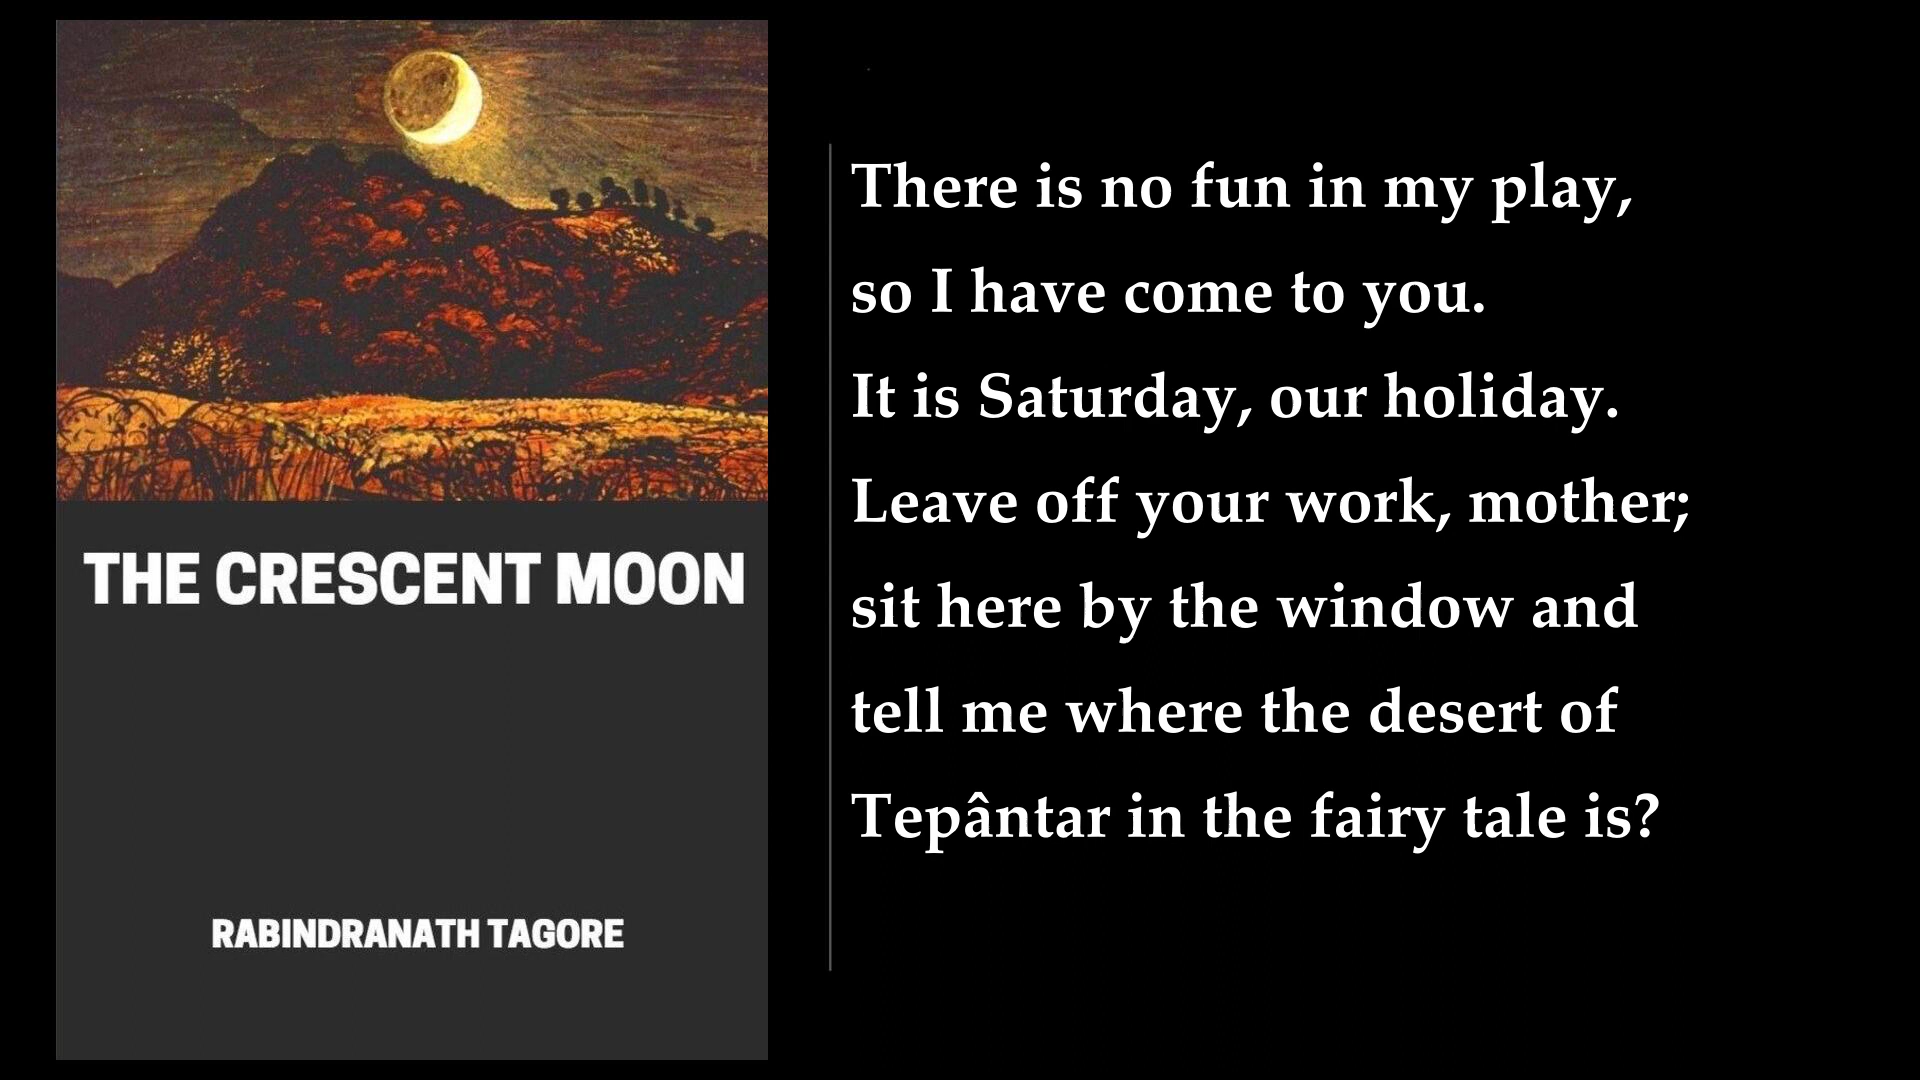 THE CRESCENT MOON
RABINDRANATH TAGORE
There is no fun in my play,
so I have come to you.
It is Saturday, our holiday.
Leave off your work, mother;
sit here by the window and
tell me where the desert of
Tepântar in the fairy tale is?